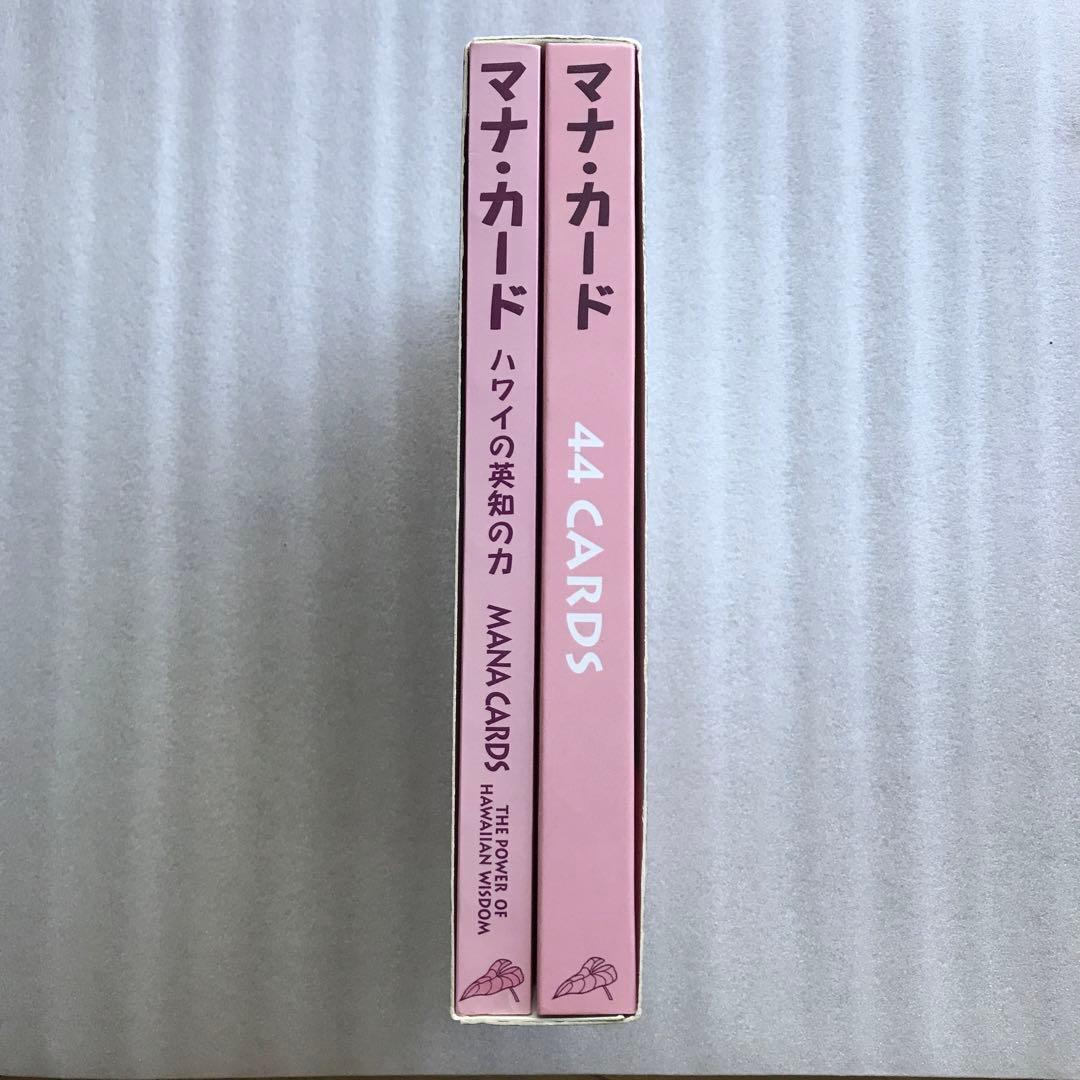 マナ・カード
ハワイの英知の力
MANA CARDS
THE POWER OF
HAWAIIAN WISDOM
マナ・カード
44 CARDS